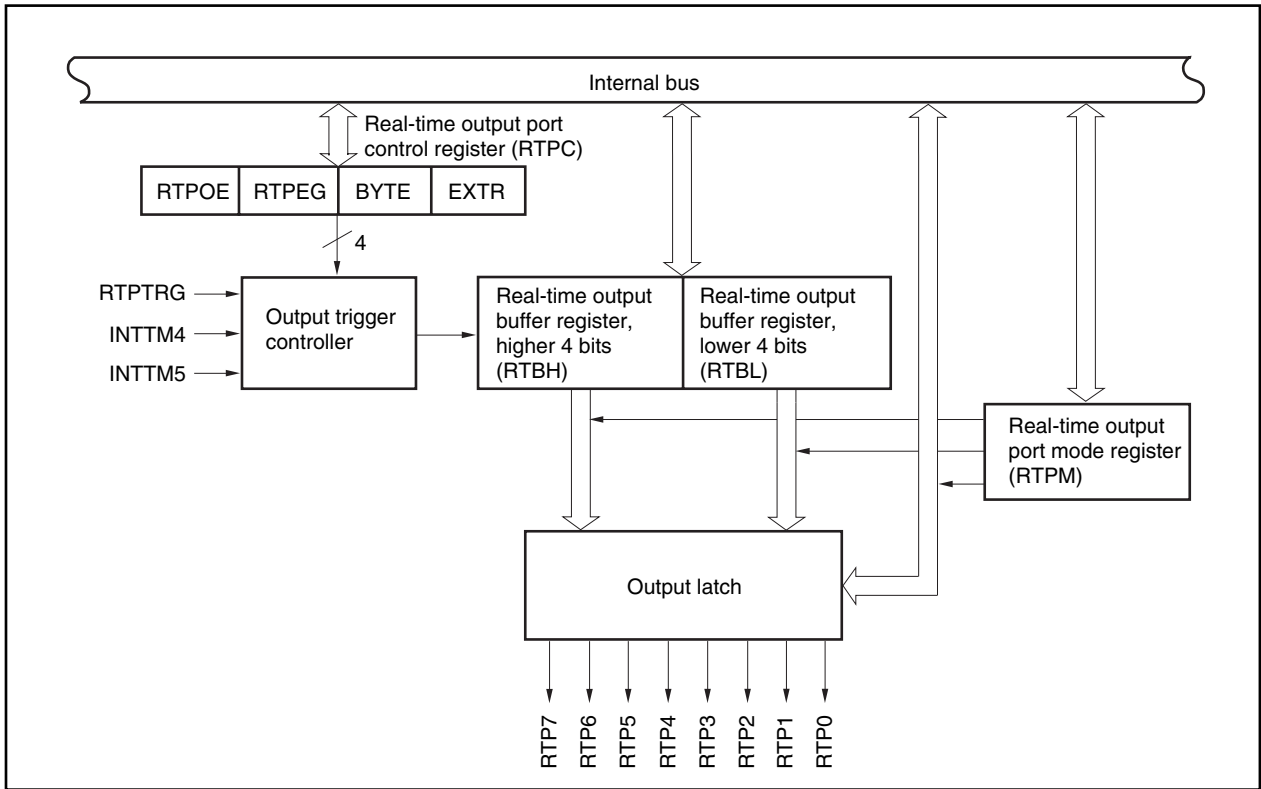 Internal bus
Real-time output port
control register (RTPC)
RTPOE
RTPEG
BYTE
EXTR
4
RTPTRG
INTTM4
INTTM5
Output trigger
controller
Real-time output
buffer register,
higher 4 bits
(RTBH)
Real-time output
buffer register,
lower 4 bits
(RTBL)
Real-time output
port mode register
(RTPM)
Output latch
RTP7
RTP6
RTP5
RTP4
RTP3
RTP2
RTP1
RTP0